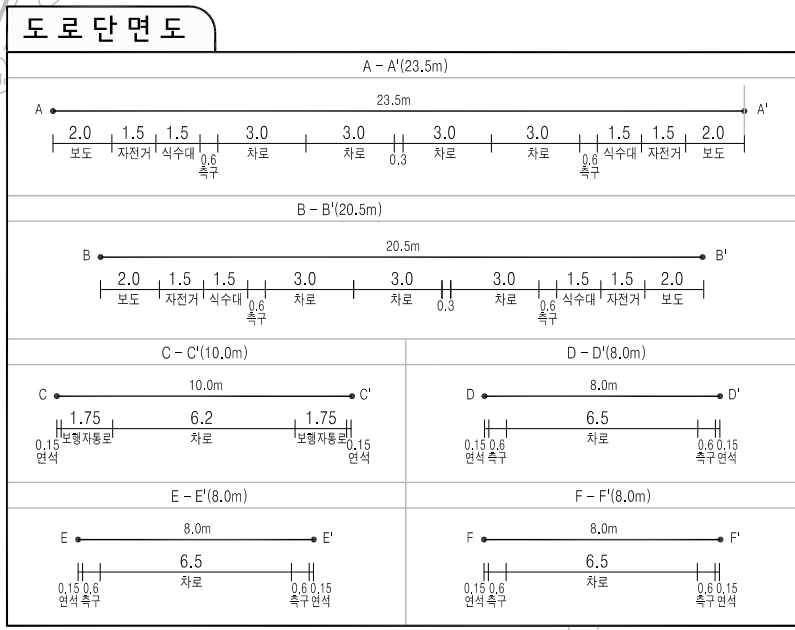 도로단면도
A - A'(23.5m)
23.5m
A A'
2.0 1.5 1.5 3.0 3.0 3.0 3.0 1.5 1.5 2.0
보도 자전거 식수대 0.6 차로 차로 0.3 차로 차로 0.6 식수대 자전거 보도
측구 측구
B - B'(20.5m)
20.5m
B B'
2.0 1.5 1.5 3.0 3.0 3.0 1.5 1.5 2.0
보도 자전거 식수대 0.6 차로 차로 0.3 차로 0.6 식수대 자전거 보도
측구 측구
C - C'(10.0m)
10.0m
C C'
1.75 6.2 1.75
0.15 보행자통로 차로 보행자통로 0.15
연석 연석
D - D'(8.0m)
8.0m
D D'
6.5
0.15 0.6 차로 0.6 0.15
연석 측구 측구 연석
E - E'(8.0m)
8.0m
E E'
6.5
0.15 0.6 차로 0.6 0.15
연석 측구 측구 연석
F - F'(8.0m)
8.0m
F F'
6.5
0.15 0.6 차로 0.6 0.15
연석 측구 측구 연석